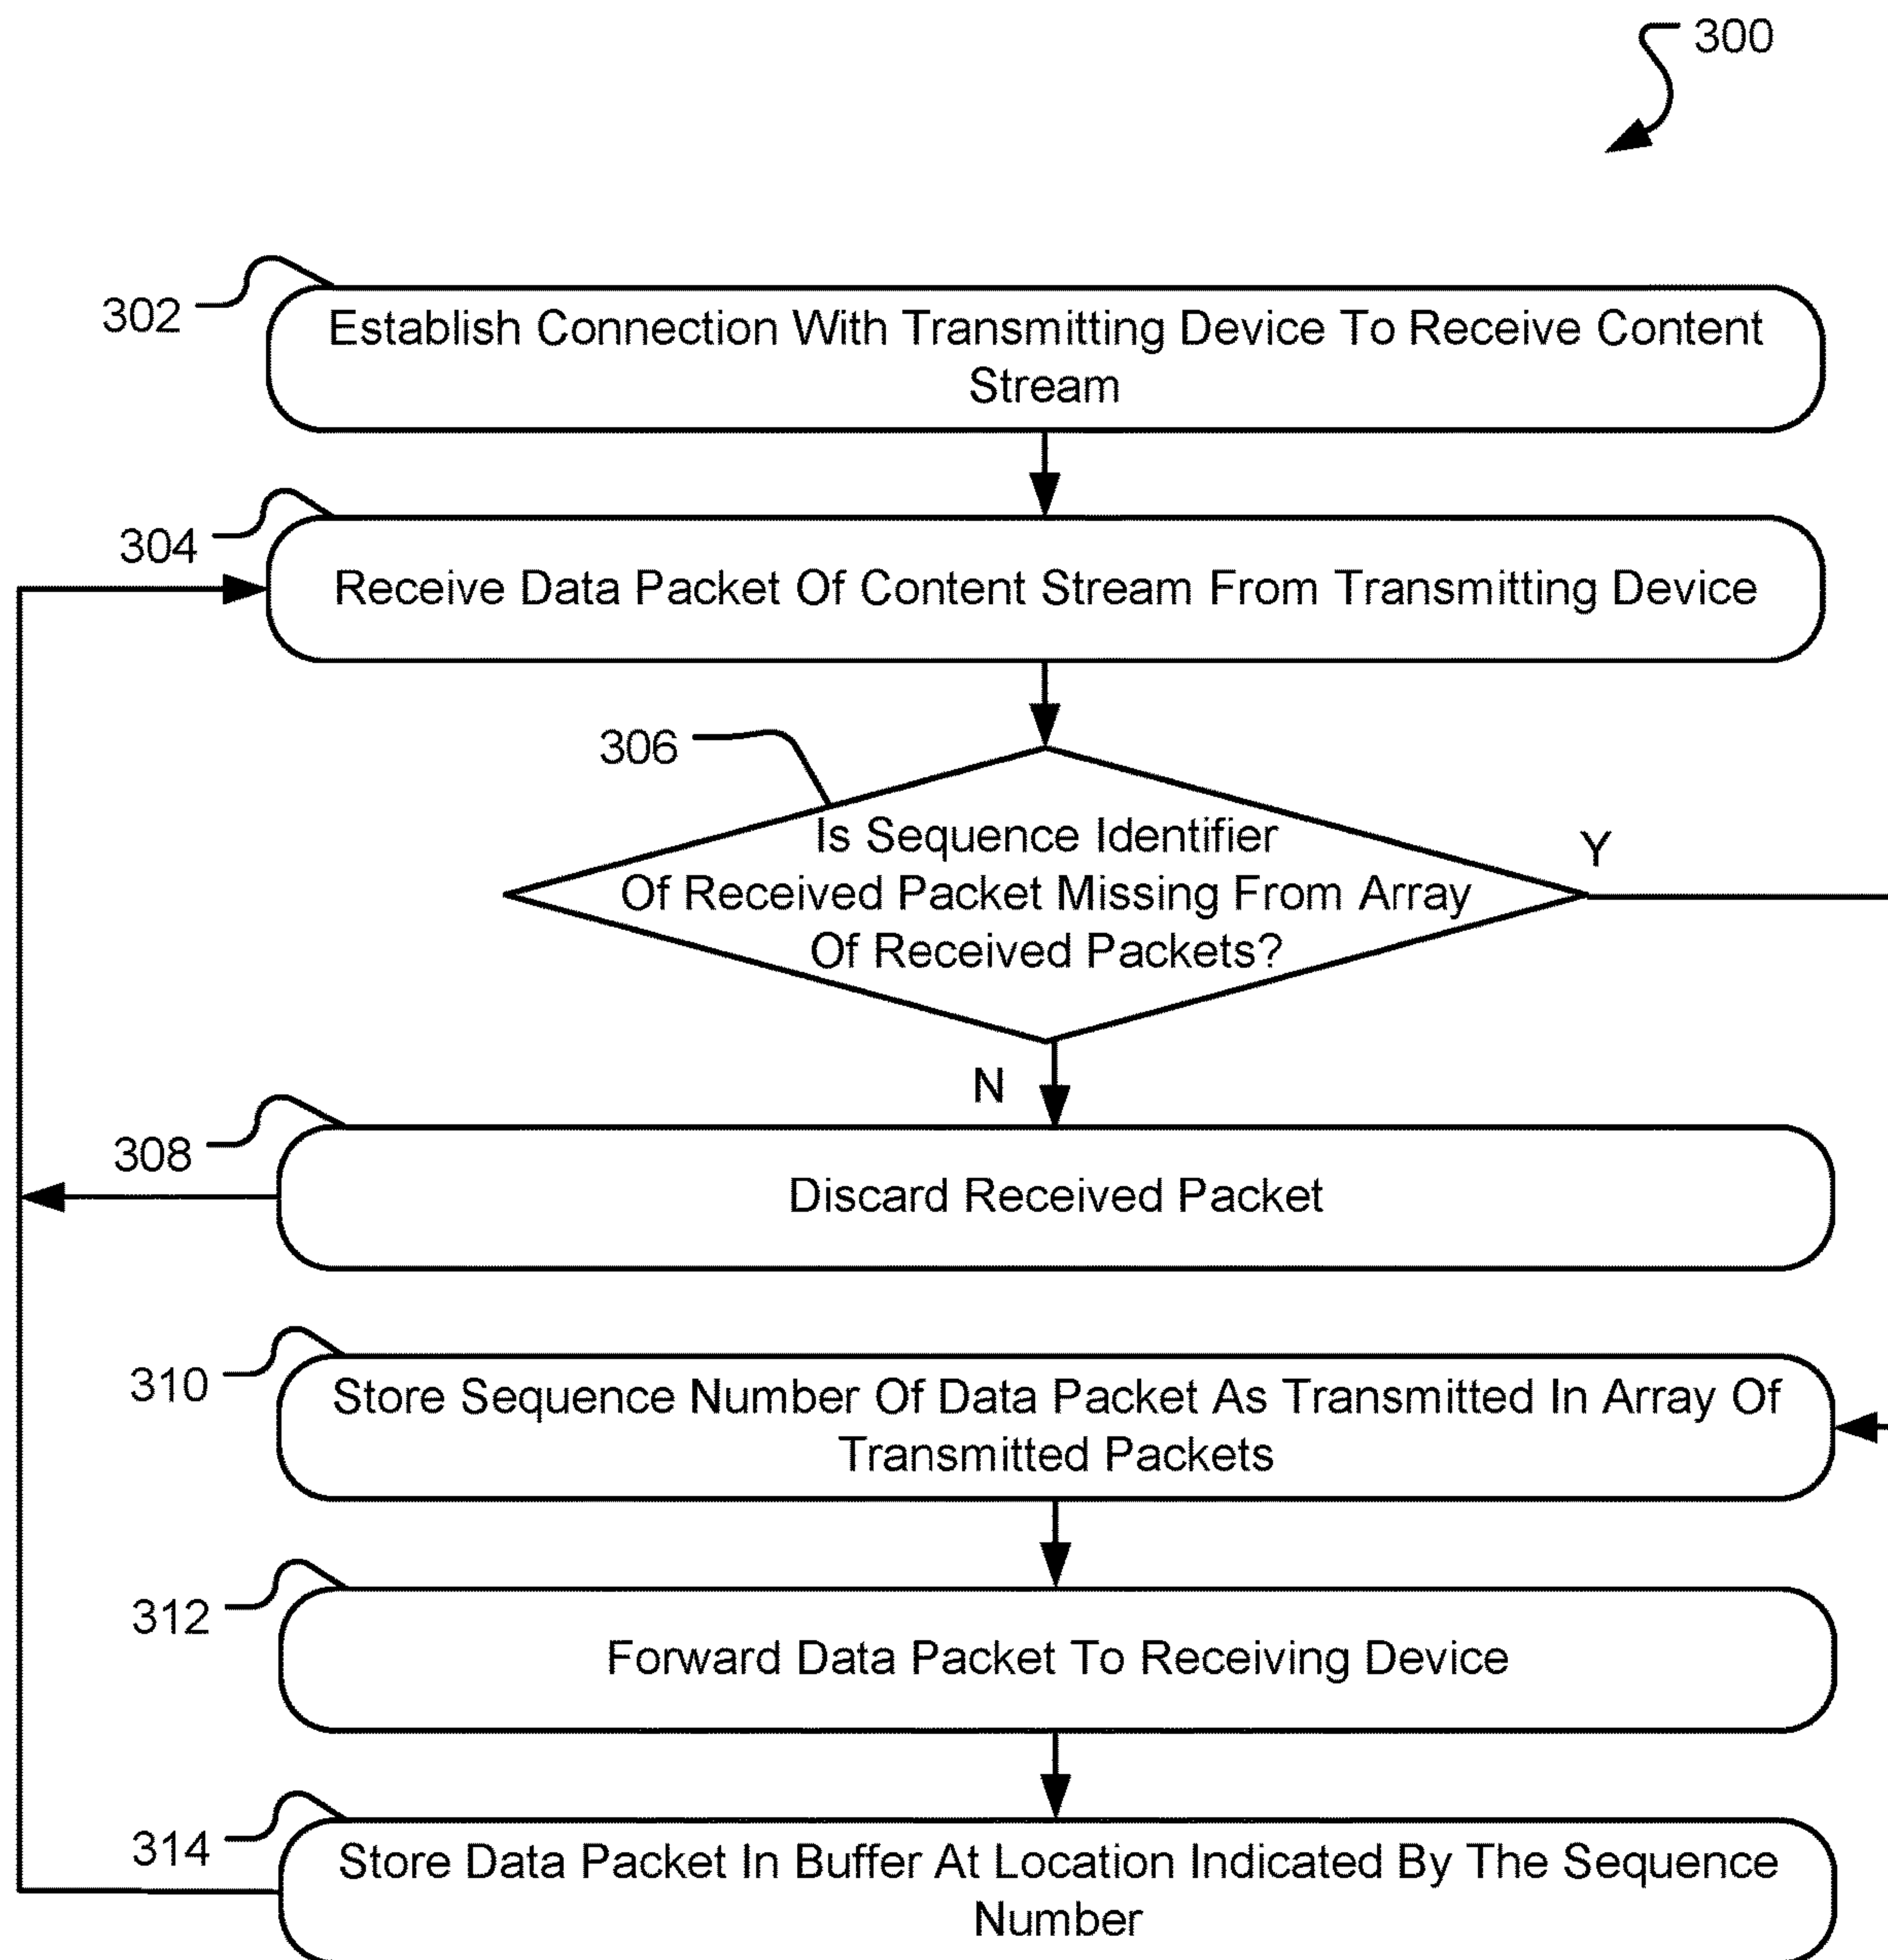 300
302
Establish Connection With Transmitting Device To Receive Content
Stream
304
Receive Data Packet Of Content Stream From Transmitting Device
306
Is Sequence Identifier
Of Received Packet Missing From Array
Of Received Packets?
Y
N
308
Discard Received Packet
310
Store Sequence Number Of Data Packet As Transmitted In Array Of
Transmitted Packets
312
Forward Data Packet To Receiving Device
314
Store Data Packet In Buffer At Location Indicated By The Sequence
Number